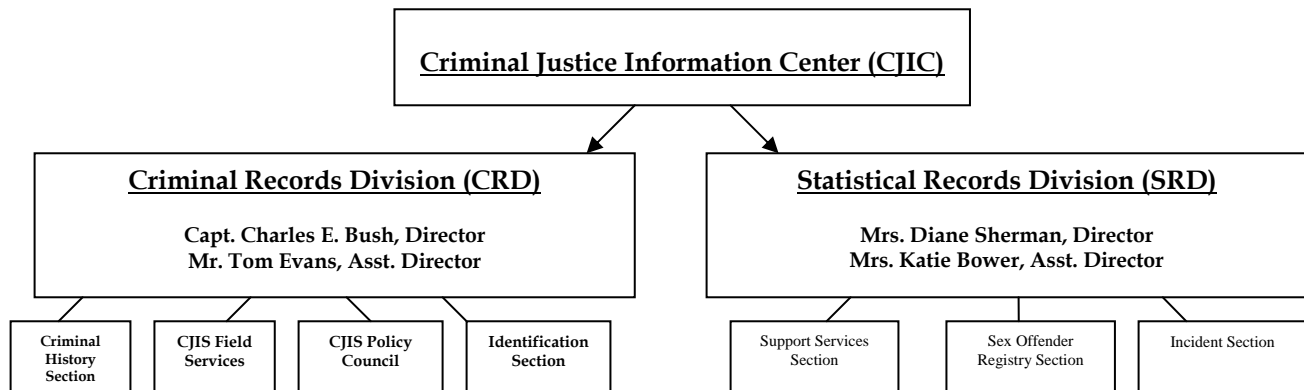 Criminal Justice Information Center (CJIC)
Criminal Records Division (CRD)
Capt. Charles E. Bush, Director
Mr. Tom Evans, Asst. Director
Statistical Records Division (SRD)
Mrs. Diane Sherman, Director
Mrs. Katie Bower, Asst. Director
Criminal
History
Section
CJIS Field
Services
CJIS Policy
Council
Identification
Section
Support Services
Section
Sex Offender
Registry Section
Incident Section